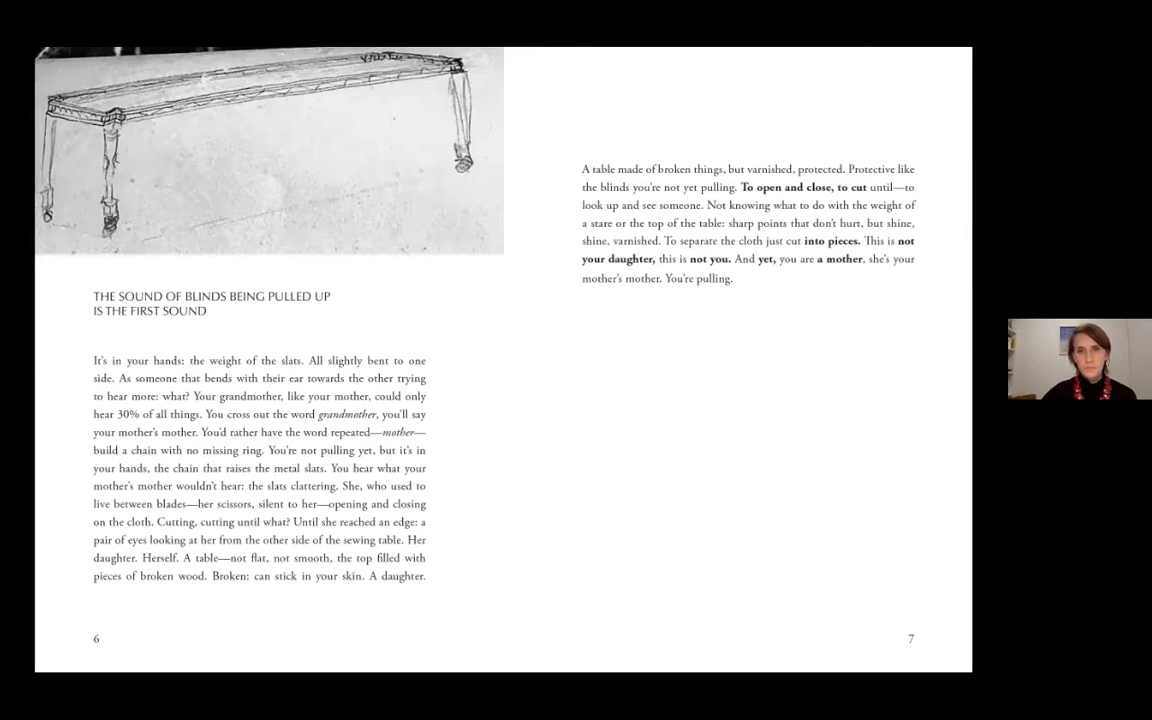 THE SOUND OF BLINDS BEING PULLED UP
IS THE FIRST SOUND
It's in your hands: the weight of the slats. All slightly bent to one
side. As someone that bends with their ear towards the other trying
to hear more: what? Your grandmother, like your mother, could only
hear 30% of all things. You cross out the word grandmother, you'll say
your mother's mother. You'd rather have the word repeated—mother—
build a chain with no missing ring. You're not pulling yet, but it's in
your hands, the chain that raises the metal slats. You hear what your
mother's mother wouldn't hear: the slats clattering. She, who used to
live between blades—her scissors, silent to her—opening and closing
on the cloth. Cutting, cutting until what? Until she reached an edge: a
pair of eyes looking at her from the other side of the sewing table. Her
daughter. Herself. A table—not flat, not smooth, the top filled with
pieces of broken wood. Broken: can stick in your skin. A daughter.
6
A table made of broken things, but varnished, protected. Protective like
the blinds you're not yet pulling. To open and close, to cut until—to
look up and see someone. Not knowing what to do with the weight of
a stare or the top of the table: sharp points that don't hurt, but shine,
shine, varnished. To separate the cloth just cut into pieces. This is not
your daughter, this is not you. And yet, you are a mother, she's your
mother's mother. You're pulling.
7